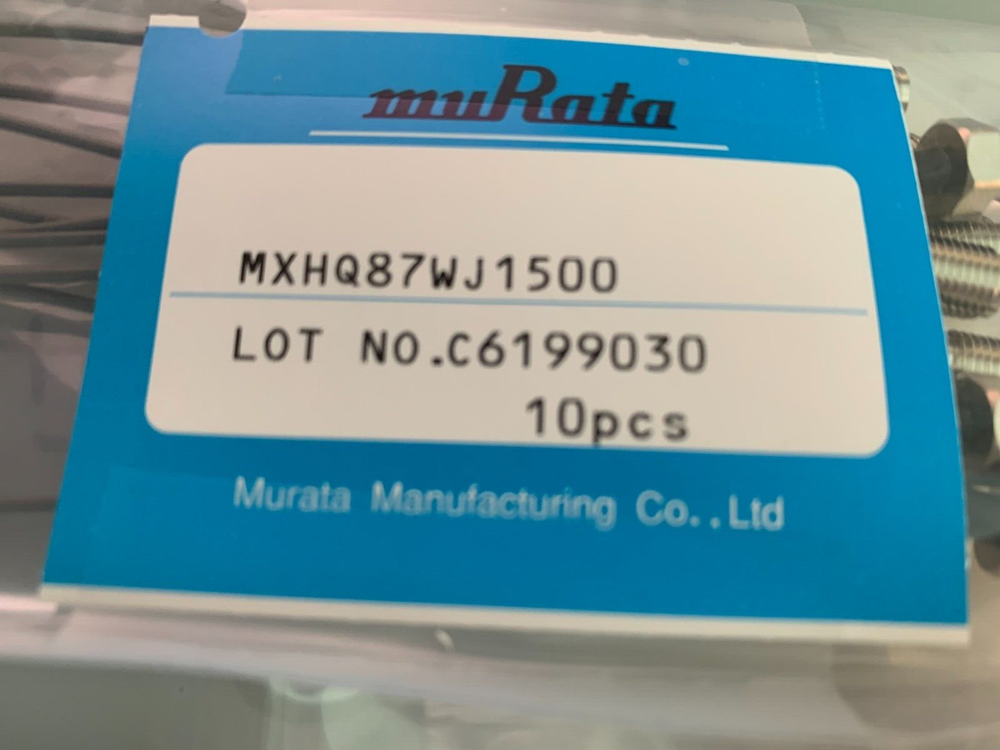 muRata
MXHQ87WJ1500
LOT NO.C6199030
10pcs
Murata Manufacturing Co..Ltd